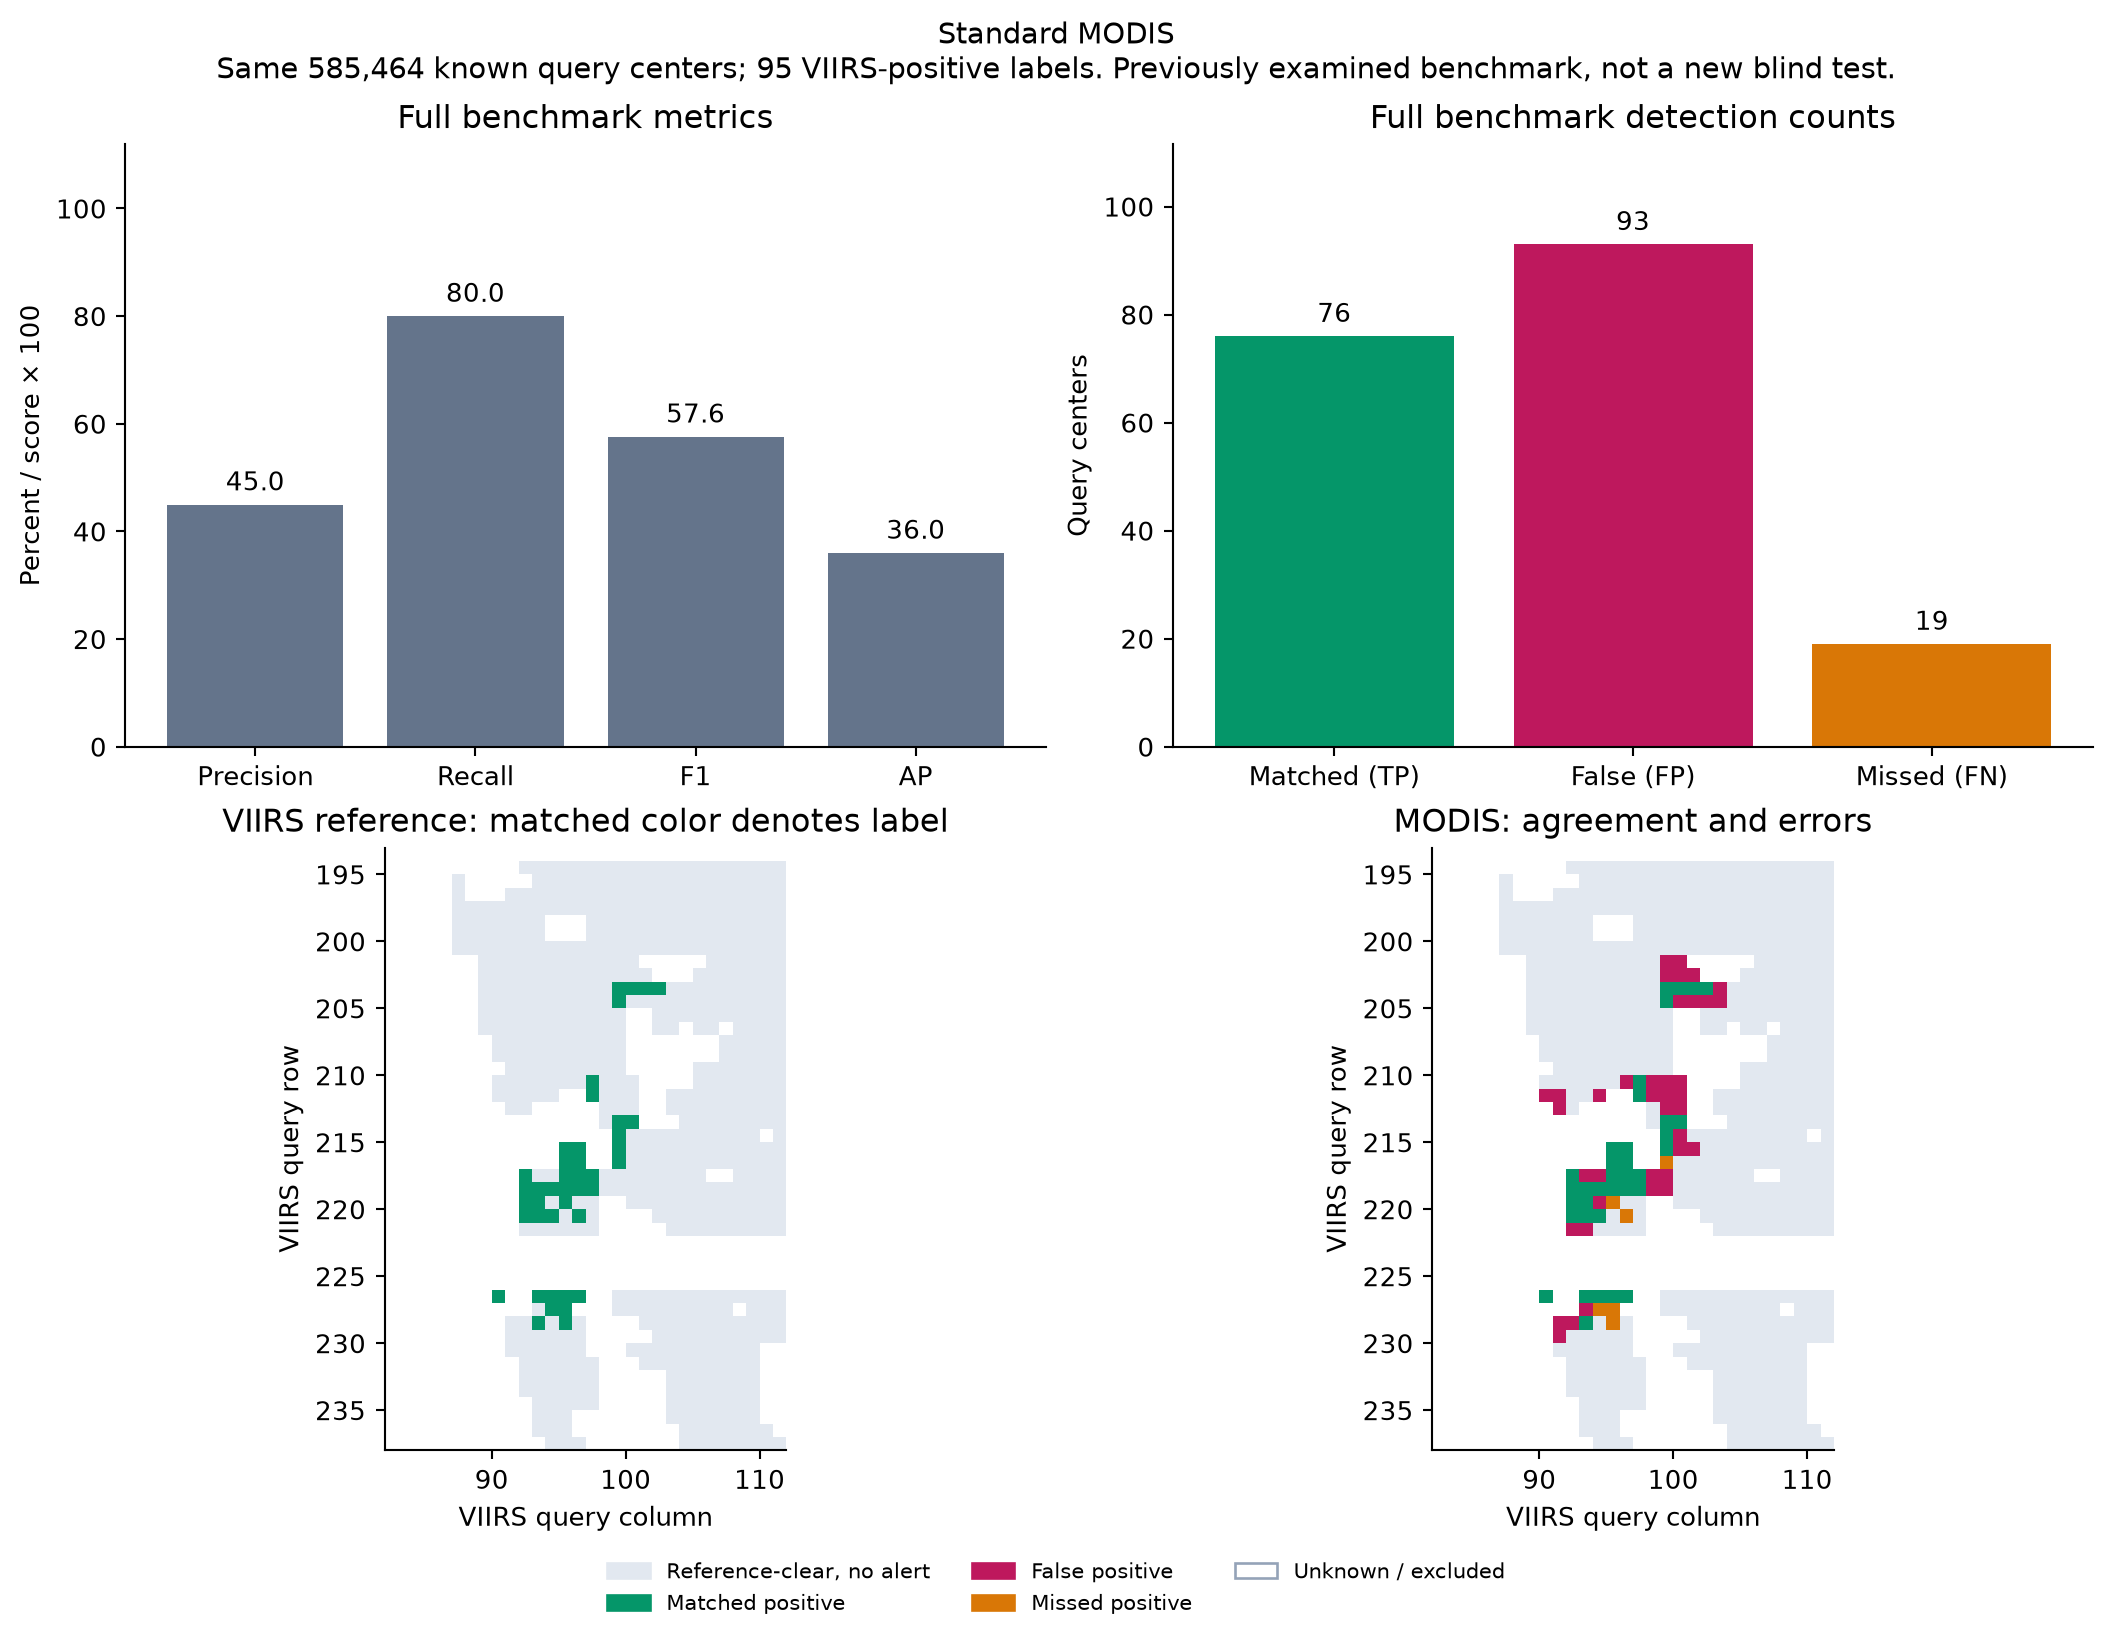 Standard MODIS
Same 585,464 known query centers; 95 VIIRS-positive labels. Previously examined benchmark, not a new blind test.
Full benchmark metrics
Percent / score × 100
100
80
60
40
20
0
45.0
80.0
57.6
36.0
Precision
Recall
F1
AP
Full benchmark detection counts
Query centers
100
80
60
40
20
0
76
93
19
Matched (TP)
False (FP)
Missed (FN)
VIIRS reference: matched color denotes label
VIIRS query row
195
200
205
210
215
220
225
230
235
90
100
110
VIIRS query column
MODIS: agreement and errors
VIIRS query row
195
200
205
210
215
220
225
230
235
90
100
110
VIIRS query column
Reference-clear, no alert
Matched positive
False positive
Missed positive
Unknown / excluded